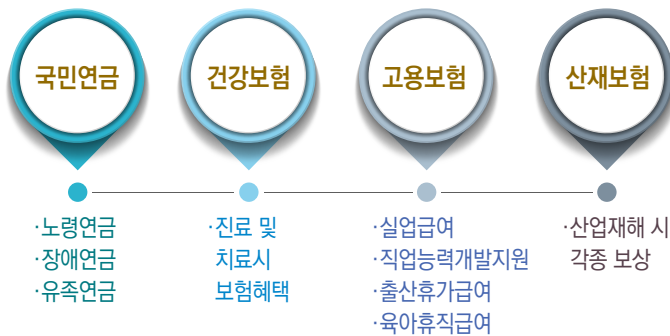 국민연금
건강보험
고용보험
산재보험
·노령연금
·장애연금
·유족연금
·진료 및
치료시
보험혜택
·실업급여
·직업능력개발지원
·출산휴가급여
·육아휴직급여
·산업재해 시
각종 보상